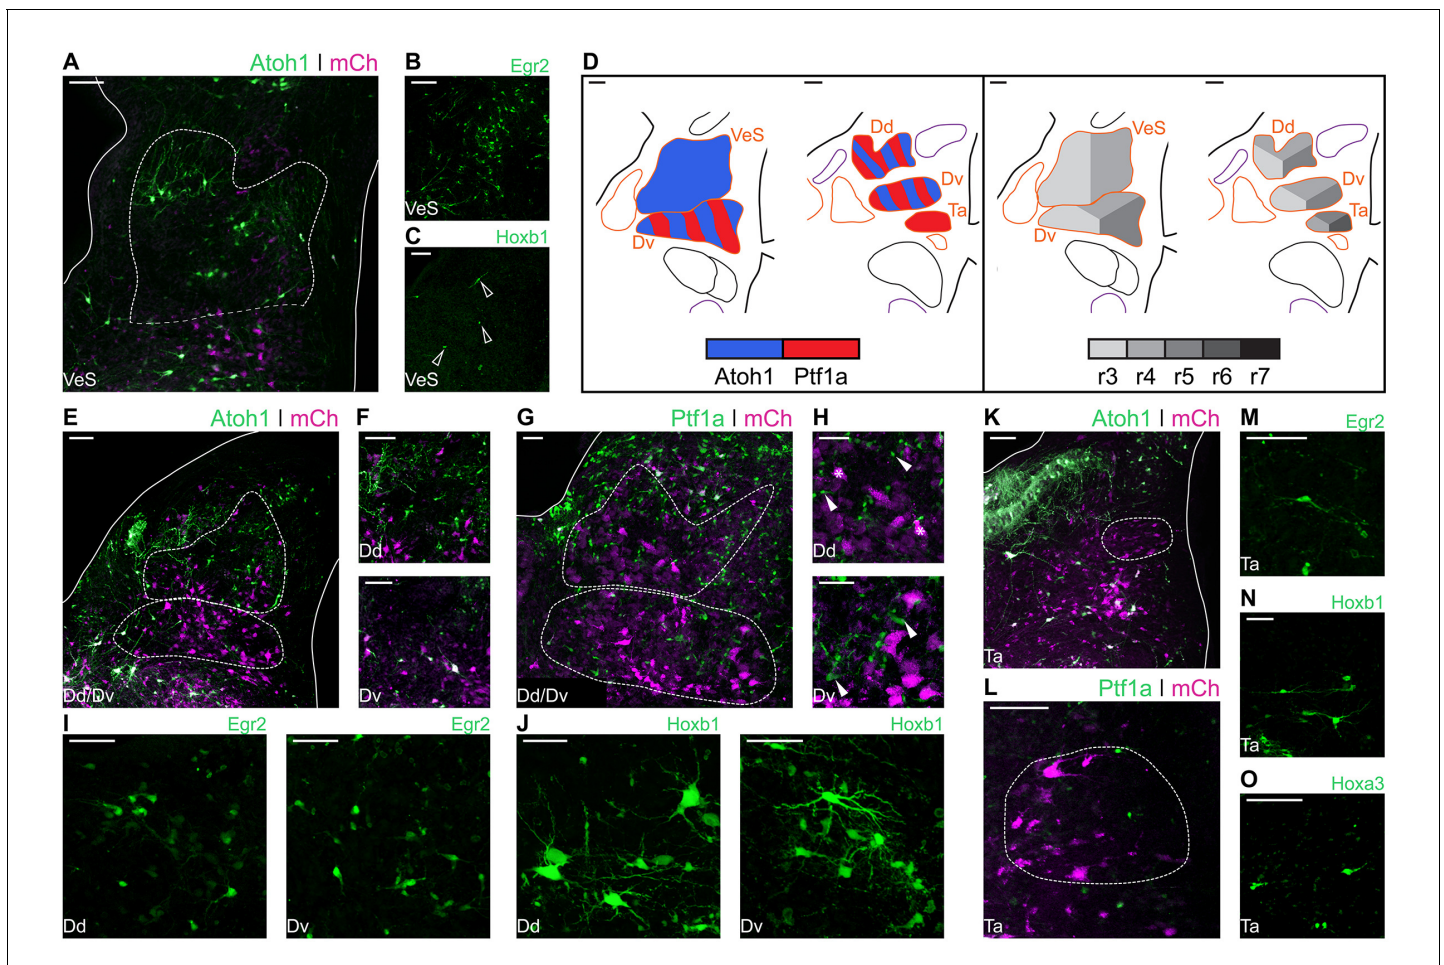 A
Atoh1 | mCh
VeS
B
Egr2
VeS
C
Hoxb1
VeS
D
VeS
Dv
Dd
Dv
Ta
Atoh1 Ptf1a
VeS
Dv
Dd
Dv
Ta
r3 r4 r5 r6 r7
E
Atoh1 | mCh
Dd/Dv
F
Dd
Dv
G
Ptf1a | mCh
Dd/Dv
H
*
*
Dd
Dv
I
Egr2
Dd
Egr2
Dv
J
Hoxb1
Dd
Hoxb1
Dv
K
Atoh1 | mCh
Ta
L
Ptf1a | mCh
Ta
M
Egr2
Ta
N
Hoxb1
Ta
O
Hoxa3
Ta